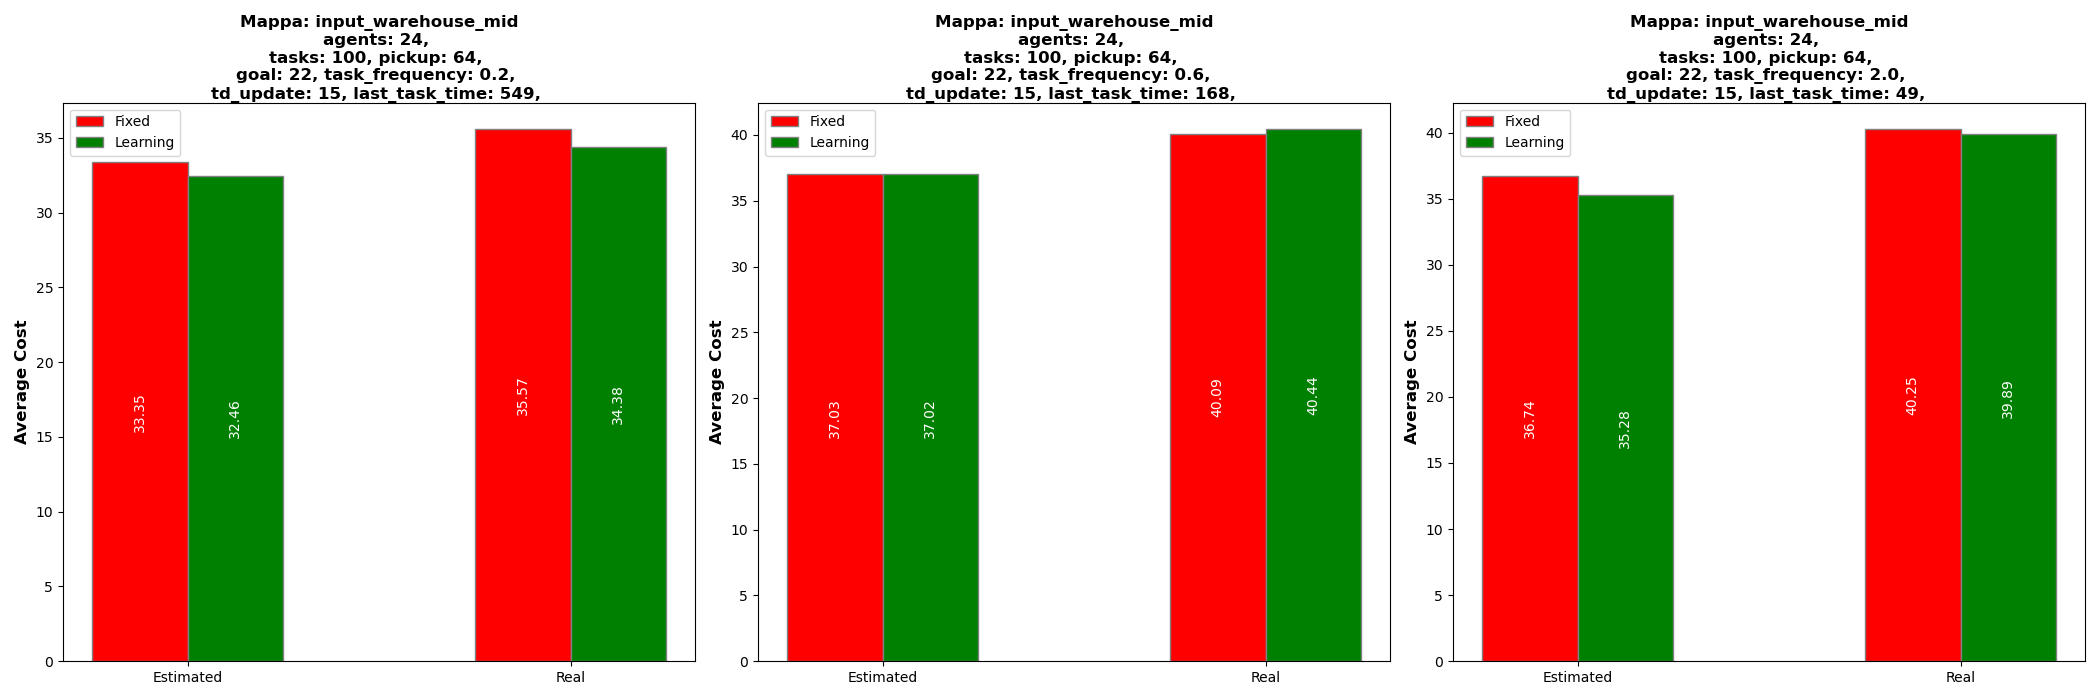 Mappa: input_warehouse_mid
agents: 24,
tasks: 100, pickup: 64,
goal: 22, task_frequency: 0.2,
td_update: 15, last_task_time: 549,
Fixed
Learning
35
30
25
20
15
10
5
0
Average Cost
33.35
32.46
35.57
34.38
Estimated
Real
Mappa: input_warehouse_mid
agents: 24,
tasks: 100, pickup: 64,
goal: 22, task_frequency: 0.6,
td_update: 15, last_task_time: 168,
Fixed
Learning
40
35
30
25
20
15
10
5
0
Average Cost
37.03
37.02
40.09
40.44
Estimated
Real
Mappa: input_warehouse_mid
agents: 24,
tasks: 100, pickup: 64,
goal: 22, task_frequency: 2.0,
td_update: 15, last_task_time: 49,
Fixed
Learning
40
35
30
25
20
15
10
5
0
Average Cost
36.74
35.28
40.25
39.89
Estimated
Real